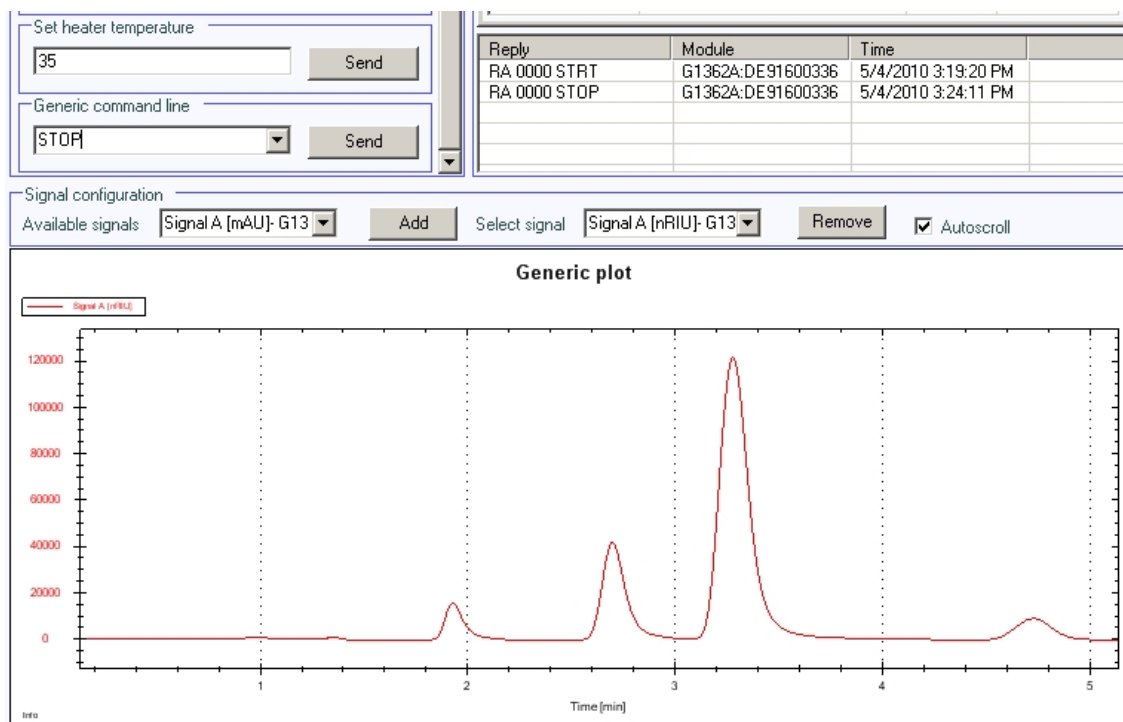 Set heater temperature
35 Send
Generic command line
STOP Send
Reply Module Time
RA 0000 STRT G1362A:DE91600336 5/4/2010 3:19:20 PM
RA 0000 STOP G1362A:DE91600336 5/4/2010 3:24:11 PM
Signal configuration
Available signals Signal A [mAU]- G13 Add Select signal Signal A [nRIU]- G13 Remove Autoscroll
Generic plot
Signal A [nRIU]
120000
100000
80000
60000
40000
20000
0
1 2 3 4 5
Time [min]
Info